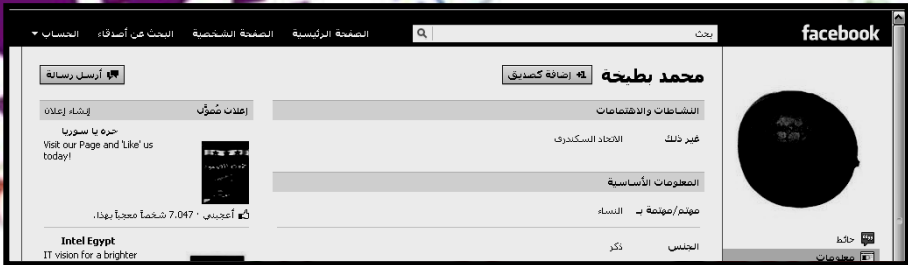 facebook
بحث
الصفحة الرئيسية الصفحة الشخصية البحث عن أصدقاء الحساب
محمد بطيخة
+1 إضافة كصديق
أرسل رسالة
النشاطات والاهتمامات
غير ذلك الاتحاد السكندرى
المعلومات الأساسية
مهتم/مهتمة بـ النساء
الجنس ذكر
حائط
معلومات
إعلان مُموَّل إنشاء إعلان
حره يا سوريا
Visit our Page and 'Like' us
today!
أعجبني · 7,047 شخصاً معجباً بهذا.
Intel Egypt
IT vision for a brighter